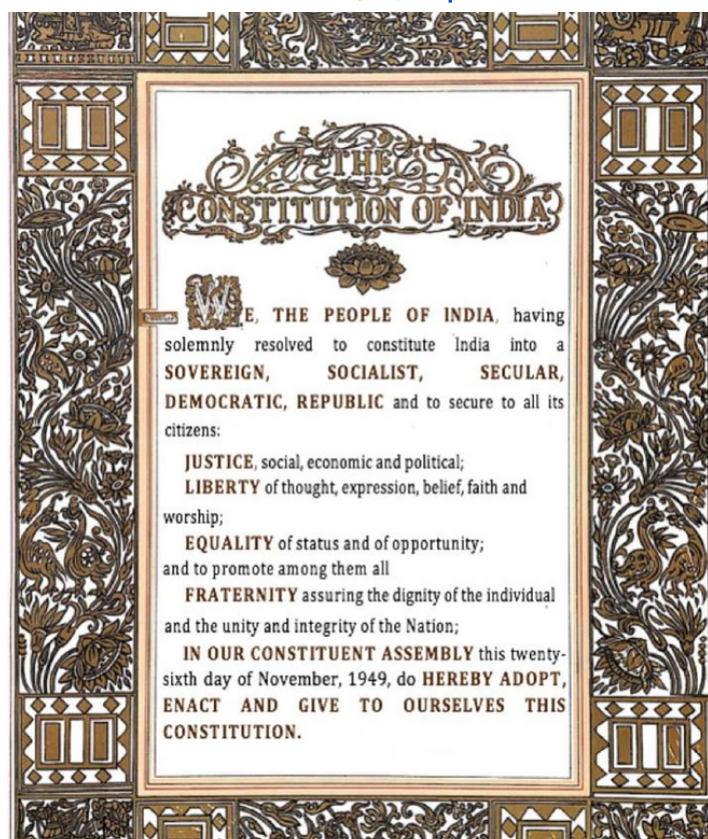 THE
CONSTITUTION OF INDIA
WE, THE PEOPLE OF INDIA, having
solemnly resolved to constitute India into a
SOVEREIGN, SOCIALIST, SECULAR,
DEMOCRATIC, REPUBLIC and to secure to all its
citizens:
JUSTICE, social, economic and political;
LIBERTY of thought, expression, belief, faith and
worship;
EQUALITY of status and of opportunity;
and to promote among them all
FRATERNITY assuring the dignity of the individual
and the unity and integrity of the Nation;
IN OUR CONSTITUENT ASSEMBLY this twenty-
sixth day of November, 1949, do HEREBY ADOPT,
ENACT AND GIVE TO OURSELVES THIS
CONSTITUTION.